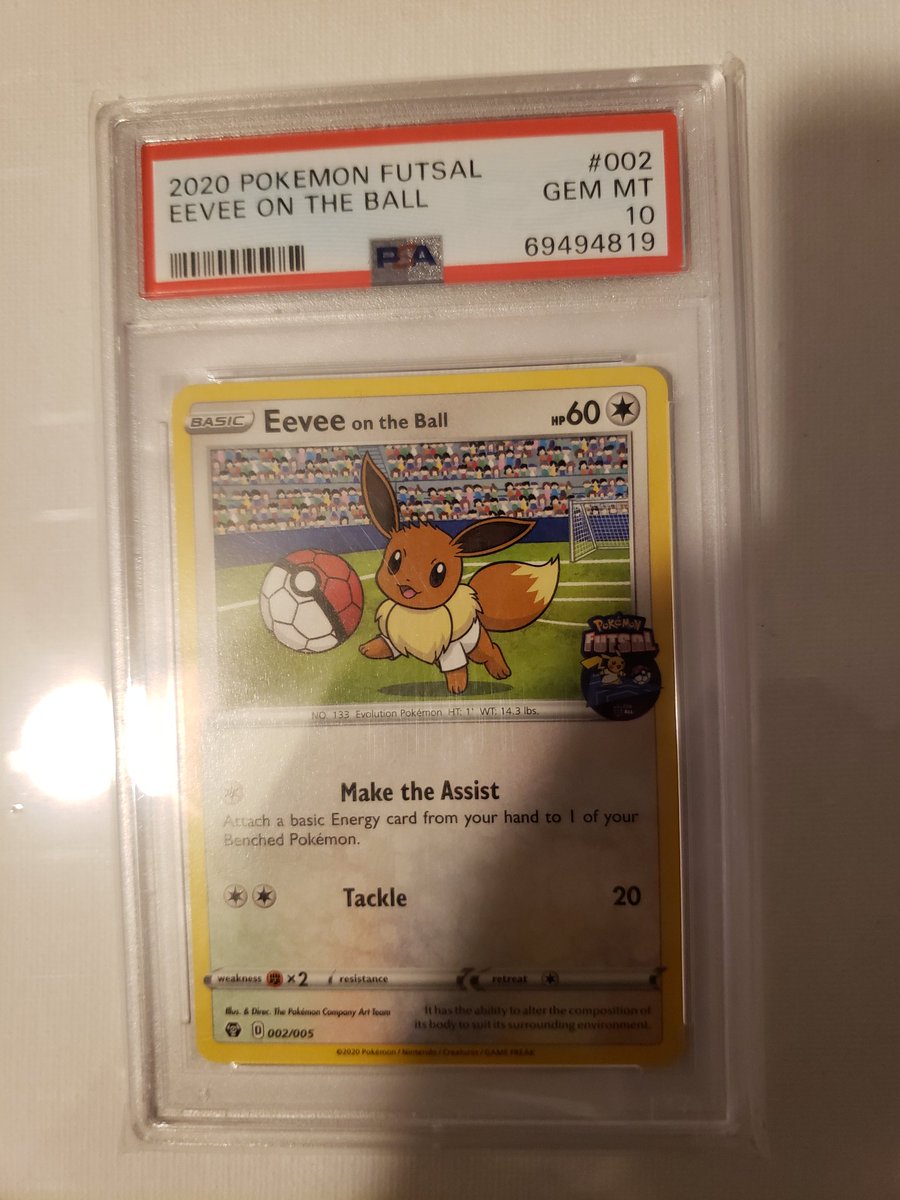 2020 POKEMON FUTSAL #002
EEVEE ON THE BALL GEM MT
10
PSA 69494819
BASIC Eevee on the Ball HP60
Pokémon
FUTSAL
NO. 133 Evolution Pokémon HT: 1' WT: 14.3 lbs.
Make the Assist
Attach a basic Energy card from your hand to 1 of your
Benched Pokémon.
Tackle 20
weakness ×2 resistance retreat
Illus. & Direc. The Pokémon Company Art Team
It has the ability to alter the composition of
its body to suit its surrounding environment.
D 002/005
©2020 Pokémon / Nintendo / Creatures / GAME FREAK